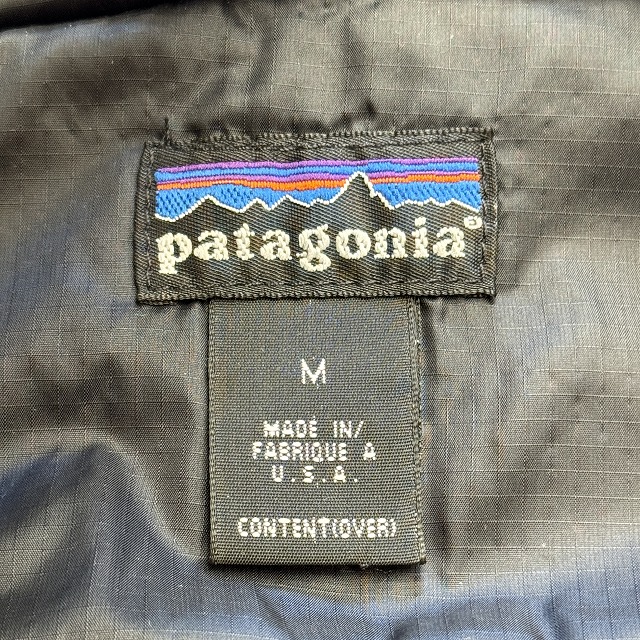 patagonia®
M
MADE IN/
FABRIQUE A
U.S.A.
CONTENT(OVER)